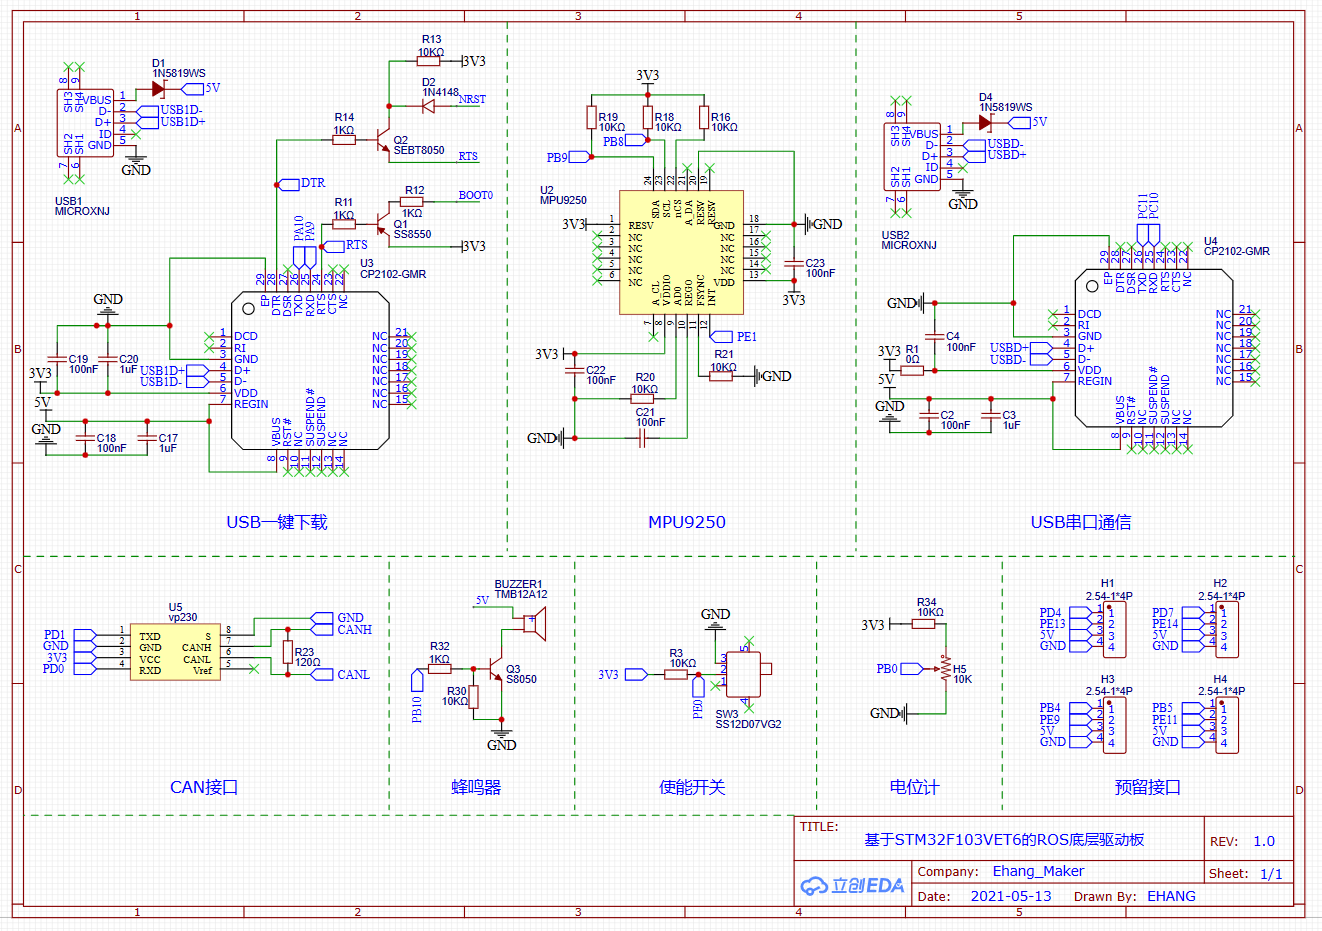 1 2 3 4 5
A
B
C
D
USB1
MICROXNJ
SH3
SH4
SH2
SH1
VBUS 1
D- 2
D+ 3
ID 4
GND 5
8 9
7 6
D1
1N5819WS
5V
USB1D-
USB1D+
GND
R13
10KΩ
3V3
D2
1N4148
NRST
R14
1KΩ
Q2
SEBT8050
RTS
DTR
R12
1KΩ
BOOT0
R11
1KΩ
Q1
SS8550
3V3
PA10
PA9
RTS
U3
CP2102-GMR
29 28 27 26 25 24 23 22
EP DTR DSR TXD RXD RTS CTS NC
1 DCD
2 RI
3 GND
4 D+
5 D-
6 VDD
7 REGIN
NC 21
NC 20
NC 19
NC 18
NC 17
NC 16
NC 15
VBUS RST# NC SUSPEND# SUSPEND NC NC
8 9 10 11 12 13 14
GND
C19
100nF
C20
1uF
USB1D+
USB1D-
3V3
5V
GND
C18
100nF
C17
1uF
USB一键下载
3V3
R19
10KΩ
R18
10KΩ
R16
10KΩ
PB8
PB9
U2
MPU9250
24 23 22 21 20 19
SDA SCL nCS A_DA RESV RESV
3V3
1 RESV
2 NC
3 NC
4 NC
5 NC
6 NC
GND 18
NC 17
NC 16
NC 15
NC 14
VDD 13
A_CL VDDIO AD0 REGO FSYNC INT
7 8 9 10 11 12
GND
C23
100nF
3V3
PE1
3V3
C22
100nF
R21
10KΩ
GND
R20
10KΩ
C21
100nF
GND
MPU9250
USB2
MICROXNJ
SH3
SH4
SH2
SH1
VBUS 1
D- 2
D+ 3
ID 4
GND 5
8 9
7 6
D4
1N5819WS
5V
USBD-
USBD+
GND
PC11
PC10
U4
CP2102-GMR
29 28 27 26 25 24 23 22
EP DTR DSR TXD RXD RTS CTS NC
1 DCD
2 RI
3 GND
4 D+
5 D-
6 VDD
7 REGIN
NC 21
NC 20
NC 19
NC 18
NC 17
NC 16
NC 15
VBUS RST# NC SUSPEND# SUSPEND NC NC
8 9 10 11 12 13 14
GND
C4
100nF
USBD+
USBD-
3V3
R1
0Ω
5V
GND
C2
100nF
C3
1uF
USB串口通信
U5
vp230
PD1
GND
3V3
PD0
1 TXD
2 GND
3 VCC
4 RXD
S 8
CANH 7
CANL 6
Vref 5
GND
CANH
R23
120Ω
CANL
CAN接口
BUZZER1
TMB12A12
5V
R32
1KΩ
Q3
S8050
R30
10KΩ
PB10
GND
蜂鸣器
GND
3V3
R3
10KΩ
PE0
3
2
1
5
4
SW3
SS12D07VG2
使能开关
R34
10KΩ
3V3
PB0
H5
10K
GND
电位计
H1
2.54-1*4P
PD4 1 1
PE13 2 2
5V 3 3
GND 4 4
H2
2.54-1*4P
PD7 1 1
PE14 2 2
5V 3 3
GND 4 4
H3
2.54-1*4P
PB4 1 1
PE9 2 2
5V 3 3
GND 4 4
H4
2.54-1*4P
PB5 1 1
PE11 2 2
5V 3 3
GND 4 4
预留接口
TITLE:
基于STM32F103VET6的ROS底层驱动板
REV: 1.0
立创EDA
Company: Ehang_Maker
Sheet: 1/1
Date: 2021-05-13
Drawn By: EHANG
A
B
C
D
1 2 3 4 5